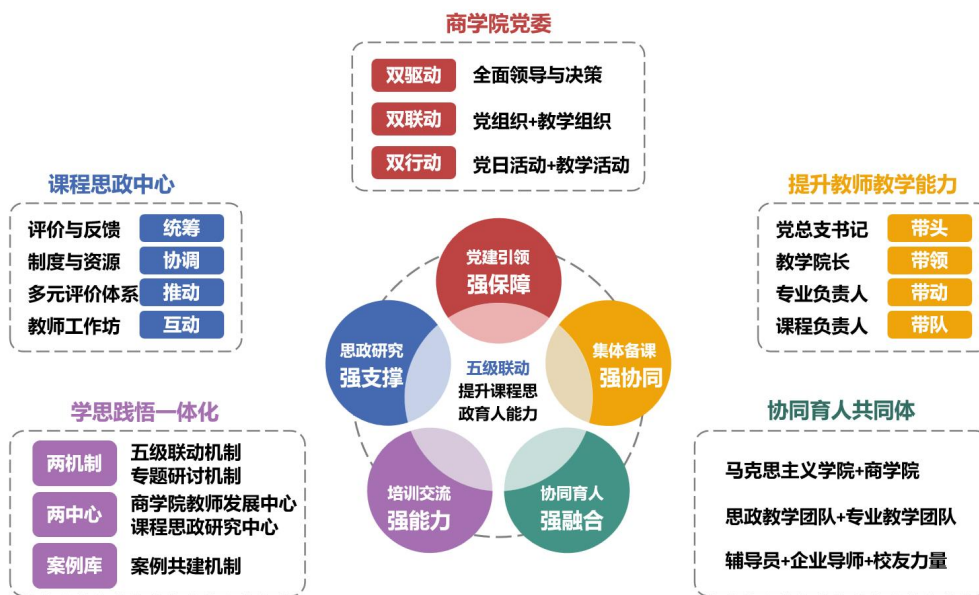 商学院党委
双驱动 全面领导与决策
双联动 党组织+教学组织
双行动 党日活动+教学活动
课程思政中心
评价与反馈 统筹
制度与资源 协调
多元评价体系 推动
教师工作坊 互动
提升教师教学能力
党总支书记 带头
教学院长 带领
专业负责人 带动
课程负责人 带队
党建引领
强保障
思政研究
强支撑
集体备课
强协同
五级联动
提升课程思
政育人能力
培训交流
强能力
协同育人
强融合
学思践悟一体化
两机制
五级联动机制
专题研讨机制
两中心
商学院教师发展中心
课程思政研究中心
案例库 案例共建机制
协同育人共同体
马克思主义学院+商学院
思政教学团队+专业教学团队
辅导员+企业导师+校友力量